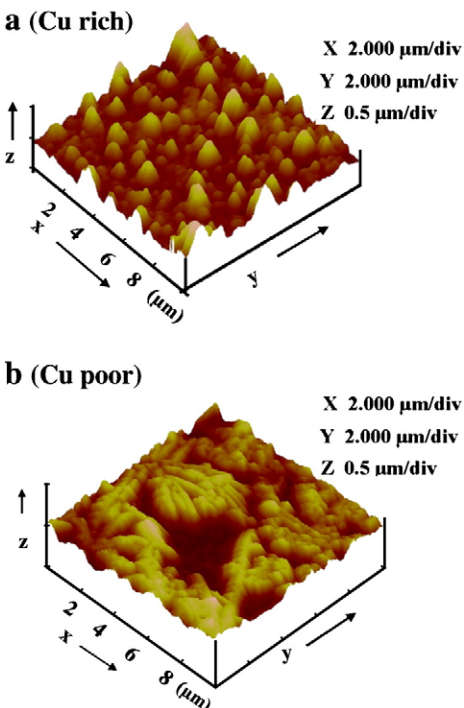 a (Cu rich)
X 2.000 µm/div
Y 2.000 µm/div
Z 0.5 µm/div
z
2
4
6
8 (µm)
x
y
b (Cu poor)
X 2.000 µm/div
Y 2.000 µm/div
Z 0.5 µm/div
z
2
4
6
8 (µm)
x
y